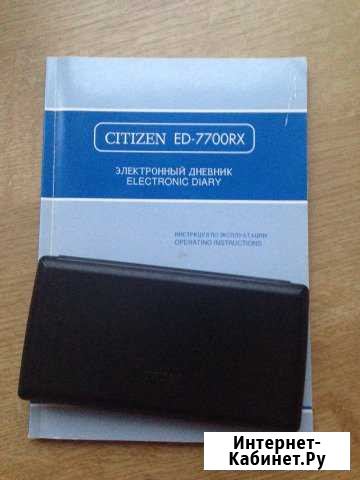 CITIZEN ED-7700RX
ЭЛЕКТРОННЫЙ ДНЕВНИК
ELECTRONIC DIARY
ИНСТРУКЦИЯ ПО ЭКСПЛУАТАЦИИ
OPERATING INSTRUCTIONS
Интернет-
Кабинет.Ру